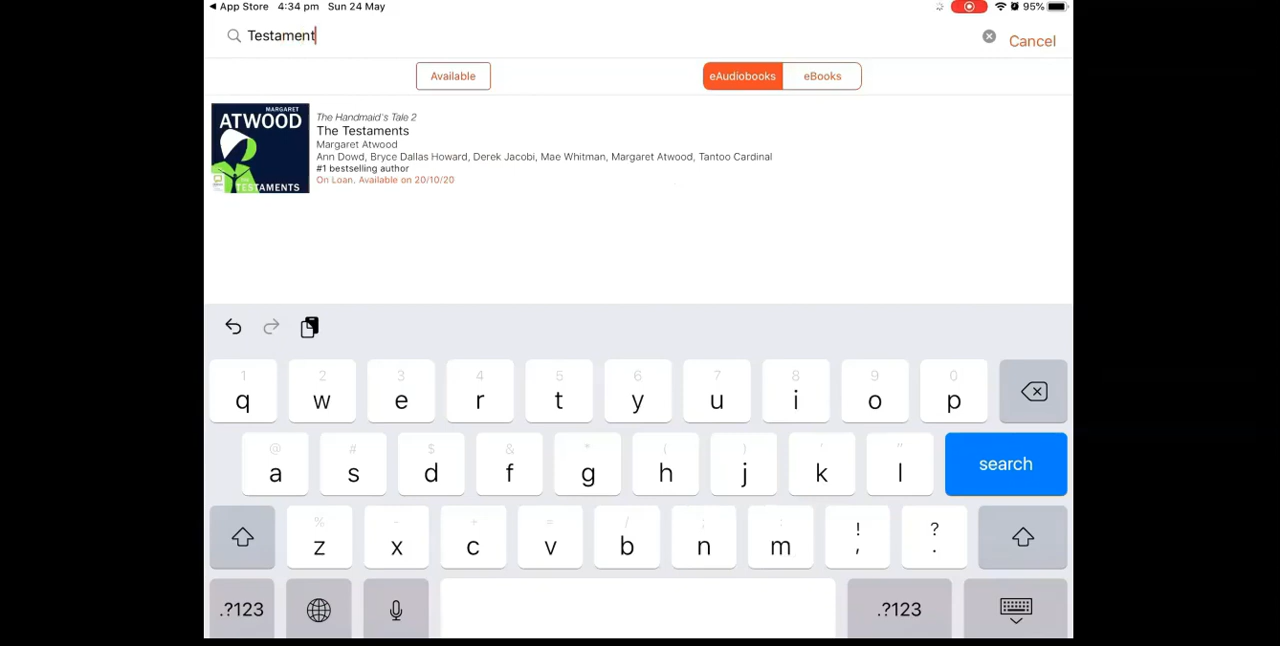 App Store 4:34 pm Sun 24 May 95%
Testament
Cancel
Available eAudiobooks eBooks
MARGARET
ATWOOD
TESTAMENTS
The Handmaid's Tale 2
The Testaments
Margaret Atwood
Ann Dowd, Bryce Dallas Howard, Derek Jacobi, Mae Whitman, Margaret Atwood, Tantoo Cardinal
#1 bestselling author
On Loan. Available on 20/10/20
1 2 3 4 5 6 7 8 9 0
q w e r t y u i o p
@ # $ & * ( ) ' "
a s d f g h j k l search
% - + = / ; : ! ?
z x c v b n m , .
.?123 .?123